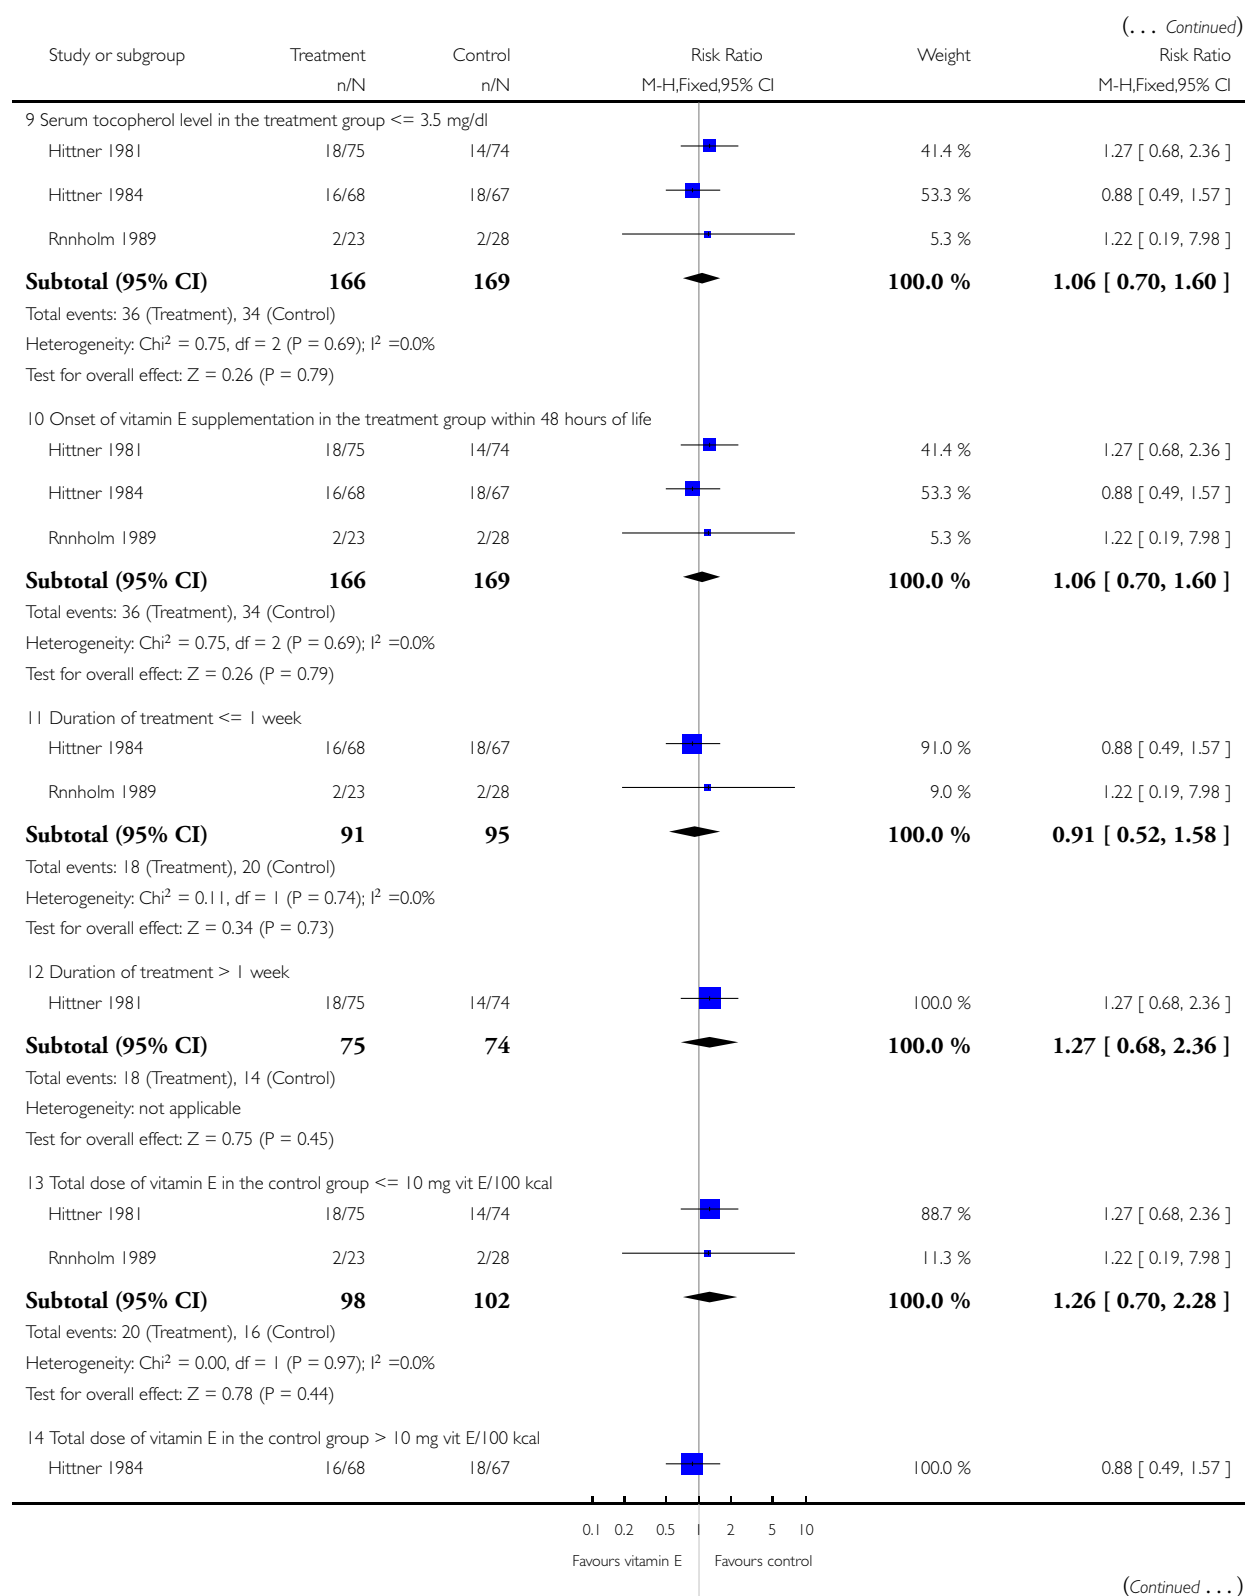 (... Continued)
Study or subgroup Treatment Control Risk Ratio Weight Risk Ratio
n/N n/N M-H,Fixed,95% CI M-H,Fixed,95% CI
9 Serum tocopherol level in the treatment group <= 3.5 mg/dl
Hittner 1981 18/75 14/74 41.4 % 1.27 [ 0.68, 2.36 ]
Hittner 1984 16/68 18/67 53.3 % 0.88 [ 0.49, 1.57 ]
Rnnholm 1989 2/23 2/28 5.3 % 1.22 [ 0.19, 7.98 ]
Subtotal (95% CI) 166 169 100.0 % 1.06 [ 0.70, 1.60 ]
Total events: 36 (Treatment), 34 (Control)
Heterogeneity: Chi² = 0.75, df = 2 (P = 0.69); I² =0.0%
Test for overall effect: Z = 0.26 (P = 0.79)
10 Onset of vitamin E supplementation in the treatment group within 48 hours of life
Hittner 1981 18/75 14/74 41.4 % 1.27 [ 0.68, 2.36 ]
Hittner 1984 16/68 18/67 53.3 % 0.88 [ 0.49, 1.57 ]
Rnnholm 1989 2/23 2/28 5.3 % 1.22 [ 0.19, 7.98 ]
Subtotal (95% CI) 166 169 100.0 % 1.06 [ 0.70, 1.60 ]
Total events: 36 (Treatment), 34 (Control)
Heterogeneity: Chi² = 0.75, df = 2 (P = 0.69); I² =0.0%
Test for overall effect: Z = 0.26 (P = 0.79)
11 Duration of treatment <= 1 week
Hittner 1984 16/68 18/67 91.0 % 0.88 [ 0.49, 1.57 ]
Rnnholm 1989 2/23 2/28 9.0 % 1.22 [ 0.19, 7.98 ]
Subtotal (95% CI) 91 95 100.0 % 0.91 [ 0.52, 1.58 ]
Total events: 18 (Treatment), 20 (Control)
Heterogeneity: Chi² = 0.11, df = 1 (P = 0.74); I² =0.0%
Test for overall effect: Z = 0.34 (P = 0.73)
12 Duration of treatment > 1 week
Hittner 1981 18/75 14/74 100.0 % 1.27 [ 0.68, 2.36 ]
Subtotal (95% CI) 75 74 100.0 % 1.27 [ 0.68, 2.36 ]
Total events: 18 (Treatment), 14 (Control)
Heterogeneity: not applicable
Test for overall effect: Z = 0.75 (P = 0.45)
13 Total dose of vitamin E in the control group <= 10 mg vit E/100 kcal
Hittner 1981 18/75 14/74 88.7 % 1.27 [ 0.68, 2.36 ]
Rnnholm 1989 2/23 2/28 11.3 % 1.22 [ 0.19, 7.98 ]
Subtotal (95% CI) 98 102 100.0 % 1.26 [ 0.70, 2.28 ]
Total events: 20 (Treatment), 16 (Control)
Heterogeneity: Chi² = 0.00, df = 1 (P = 0.97); I² =0.0%
Test for overall effect: Z = 0.78 (P = 0.44)
14 Total dose of vitamin E in the control group > 10 mg vit E/100 kcal
Hittner 1984 16/68 18/67 100.0 % 0.88 [ 0.49, 1.57 ]
0.1 0.2 0.5 1 2 5 10
Favours vitamin E Favours control
(Continued ...)